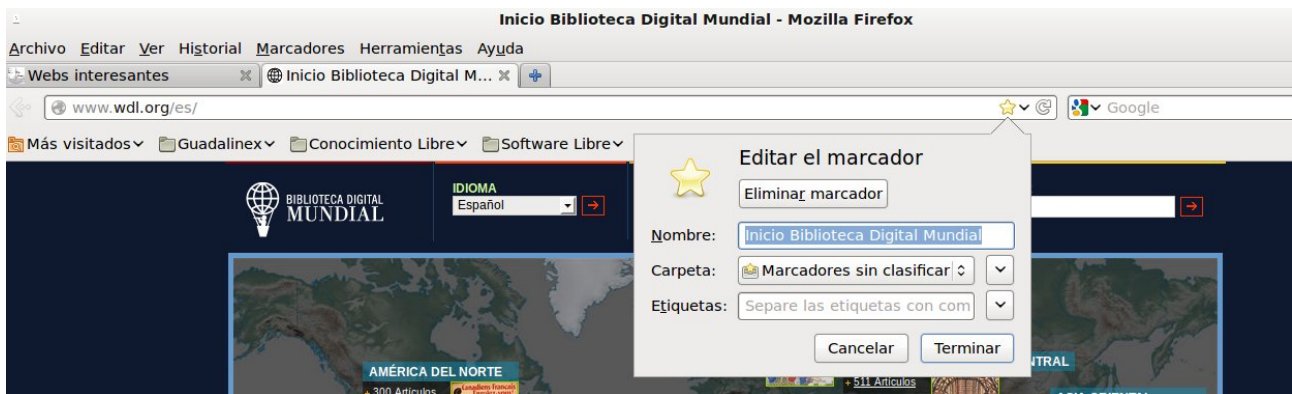 Inicio Biblioteca Digital Mundial - Mozilla Firefox
Archivo Editar Ver Historial Marcadores Herramientas Ayuda
Webs interesantes Inicio Biblioteca Digital M...
www.wdl.org/es/ Google
Más visitados Guadalinex Conocimiento Libre Software Libre
Editar el marcador
Eliminar marcador
Nombre: Inicio Biblioteca Digital Mundial
Carpeta: Marcadores sin clasificar
Etiquetas: Separe las etiquetas con com
Cancelar Terminar
BIBLIOTECA DIGITAL
MUNDIAL
IDIOMA
Español
AMÉRICA DEL NORTE
+ 300 Artículos
+ 511 Artículos